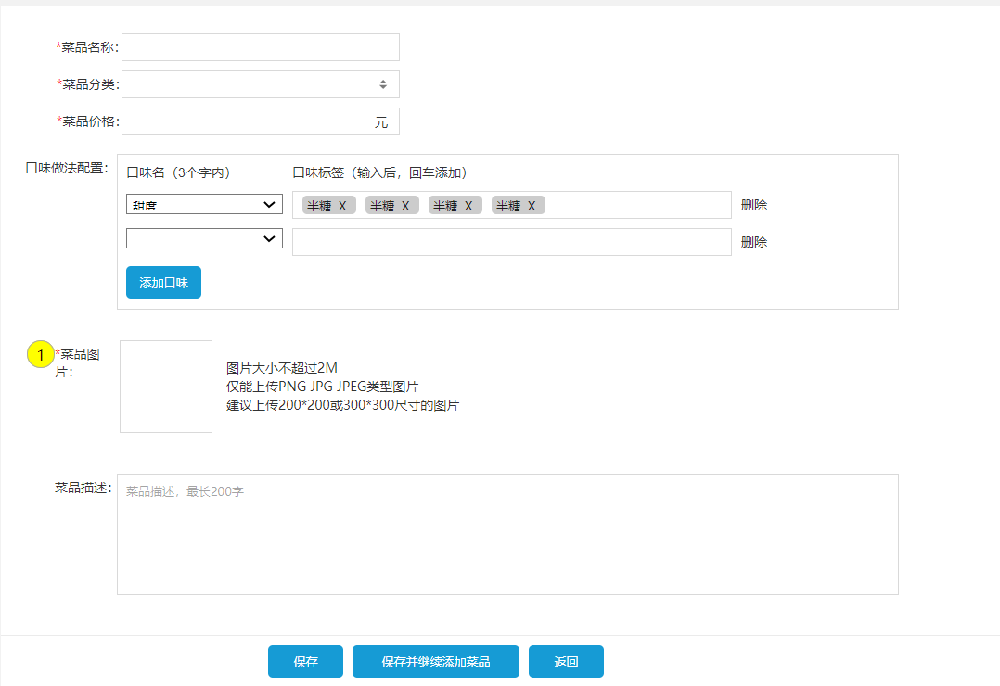 *菜品名称:
*菜品分类:
*菜品价格: 元
口味做法配置:
口味名（3个字内） 口味标签（输入后，回车添加）
甜度 半糖 X 半糖 X 半糖 X 半糖 X 删除
删除
添加口味
1 *菜品图
片:
图片大小不超过2M
仅能上传PNG JPG JPEG类型图片
建议上传200*200或300*300尺寸的图片
菜品描述: 菜品描述，最长200字
保存 保存并继续添加菜品 返回